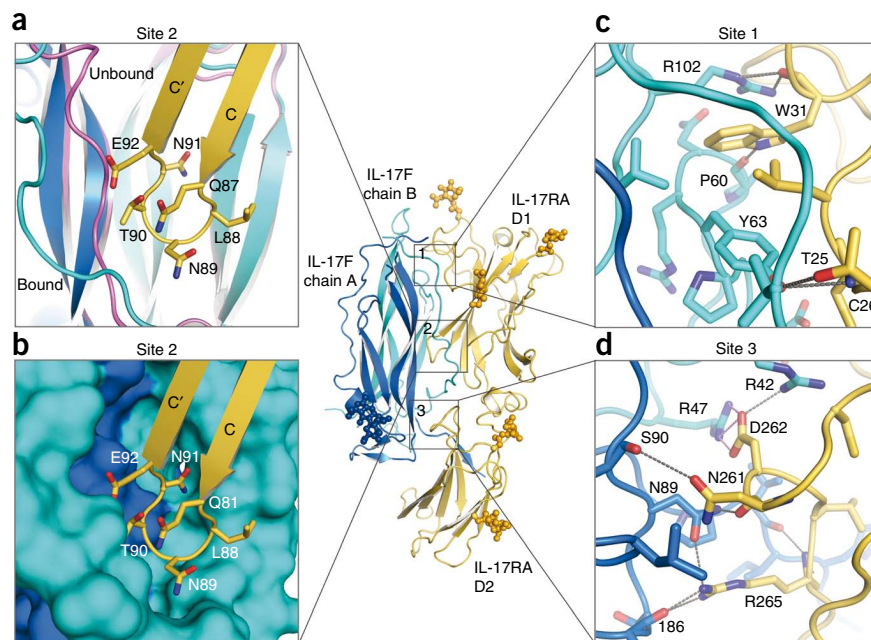 a
Site 2
Unbound
C′
C
E92
N91
Q87
T90
L88
N89
Bound
b
Site 2
C′
C
E92
N91
Q81
T90
L88
N89
IL-17F
chain B
IL-17RA
D1
IL-17F
chain A
1
2
3
IL-17RA
D2
c
Site 1
R102
W31
P60
Y63
T25
C26
d
Site 3
R42
R47
D262
S90
N261
N89
R265
186